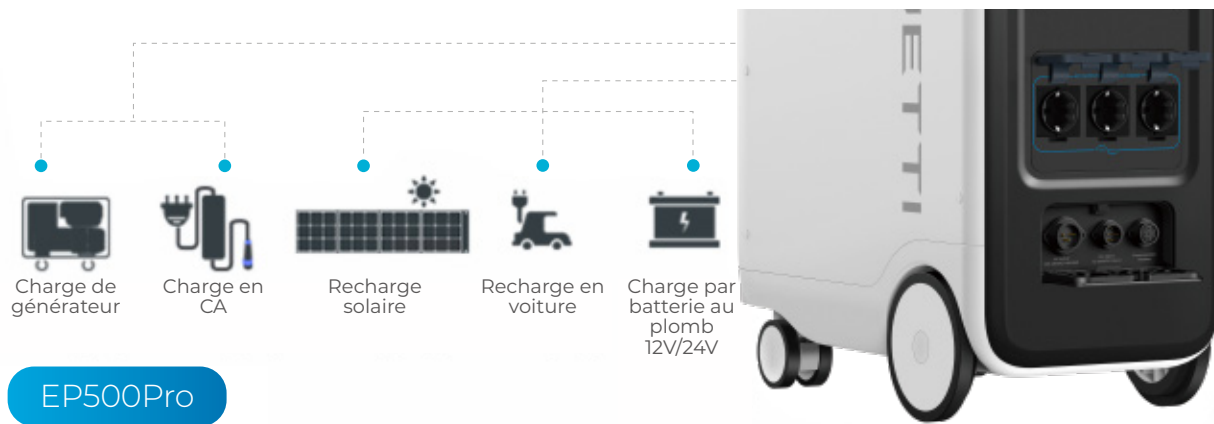 ETTI
Charge de
générateur
Charge en
CA
Recharge
solaire
Recharge en
voiture
Charge par
batterie au
plomb
12V/24V
EP500Pro